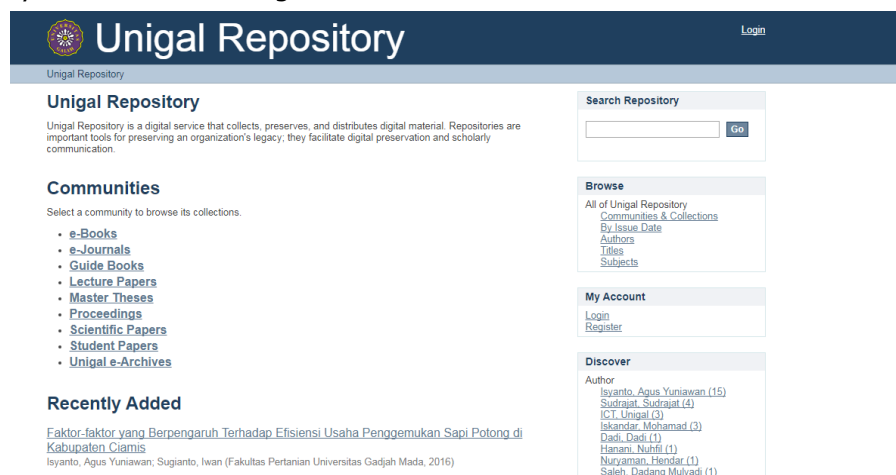 Unigal Repository
Login
Unigal Repository
Unigal Repository
Unigal Repository is a digital service that collects, preserves, and distributes digital material. Repositories are
important tools for preserving an organization's legacy; they facilitate digital preservation and scholarly
communication.
Communities
Select a community to browse its collections.
e-Books
e-Journals
Guide Books
Lecture Papers
Master Theses
Proceedings
Scientific Papers
Student Papers
Unigal e-Archives
Recently Added
Faktor-faktor yang Berpengaruh Terhadap Efisiensi Usaha Penggemukan Sapi Potong di
Kabupaten Ciamis
Isyanto, Agus Yuniawan; Sugianto, Iwan (Fakultas Pertanian Universitas Gadjah Mada, 2016)
Search Repository
Go
Browse
All of Unigal Repository
Communities & Collections
By Issue Date
Authors
Titles
Subjects
My Account
Login
Register
Discover
Author
Isyanto, Agus Yuniawan (15)
Sudrajat, Sudrajat (4)
ICT, Unigal (3)
Iskandar, Mohamad (3)
Dadi, Dadi (1)
Hanani, Nuhfil (1)
Nuryaman, Hendar (1)
Saleh, Dadang Mulyadi (1)